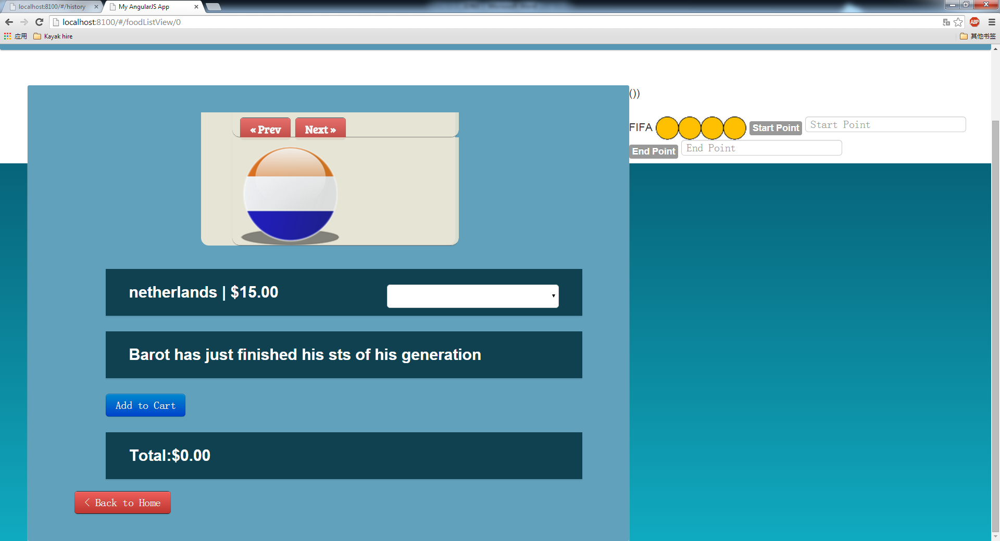 localhost:8100/#/history
My AngularJS App
localhost:8100/#/foodListView/0
ABP
应用
Kayak hire
其他书签
« Prev
Next »
())
FIFA Start Point Start Point
End Point End Point
netherlands | $15.00
Barot has just finished his sts of his generation
Add to Cart
Total:$0.00
Back to Home